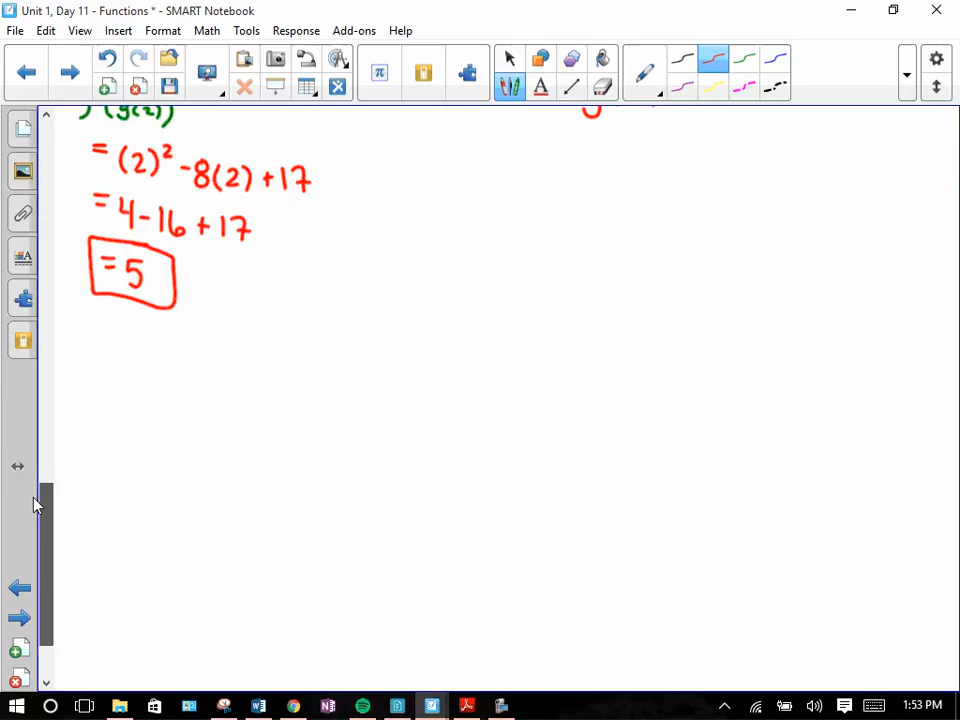 Unit 1, Day 11 - Functions * - SMART Notebook
File Edit View Insert Format Math Tools Response Add-ons Help
(g(2))
= (2)² -8(2) +17
= 4-16 +17
= 5
1:53 PM